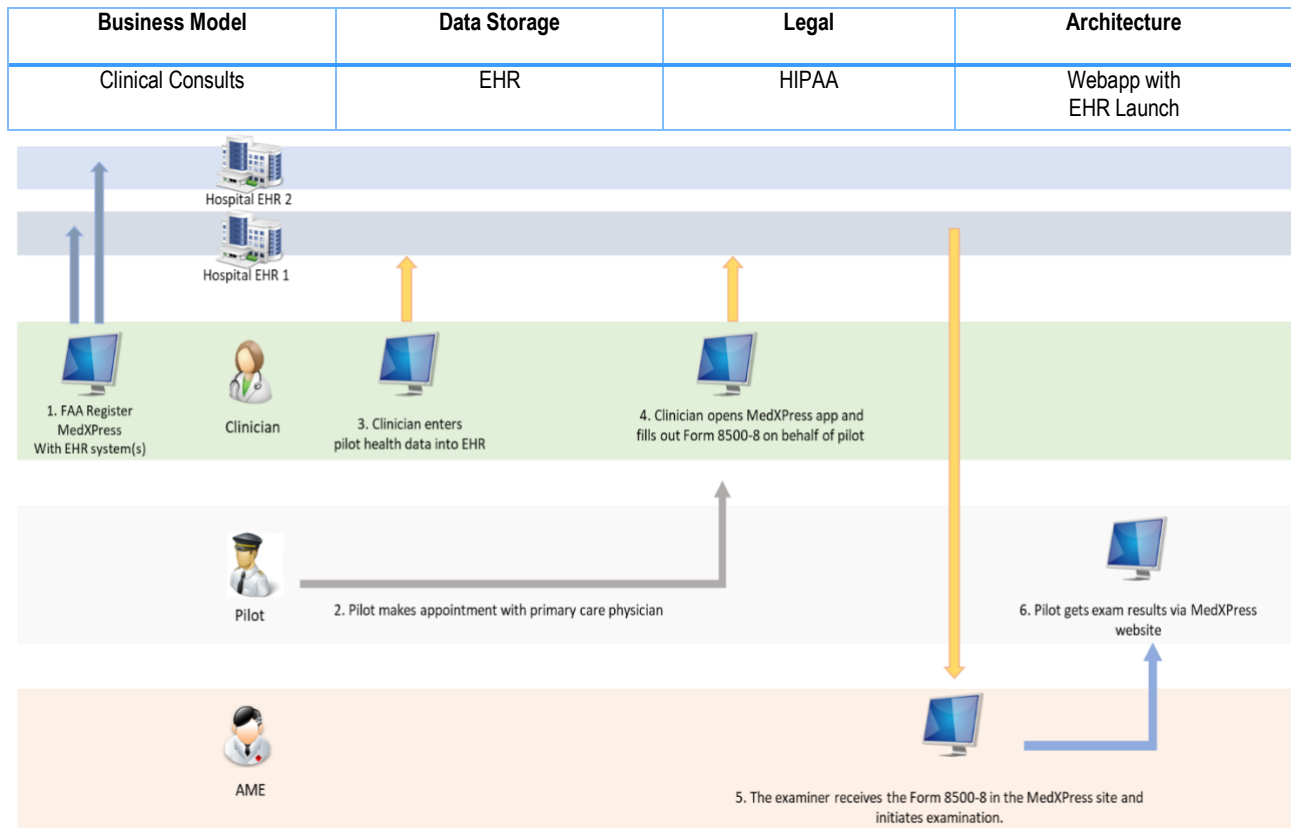 Business Model
Data Storage
Legal
Architecture
Clinical Consults
EHR
HIPAA
Webapp with
EHR Launch
Hospital EHR 2
Hospital EHR 1
1. FAA Register
MedXPress
With EHR system(s)
Clinician
3. Clinician enters
pilot health data into EHR
4. Clinician opens MedXPress app and
fills out Form 8500-8 on behalf of pilot
Pilot
2. Pilot makes appointment with primary care physician
6. Pilot gets exam results via MedXPress
website
AME
5. The examiner receives the Form 8500-8 in the MedXPress site and
initiates examination.